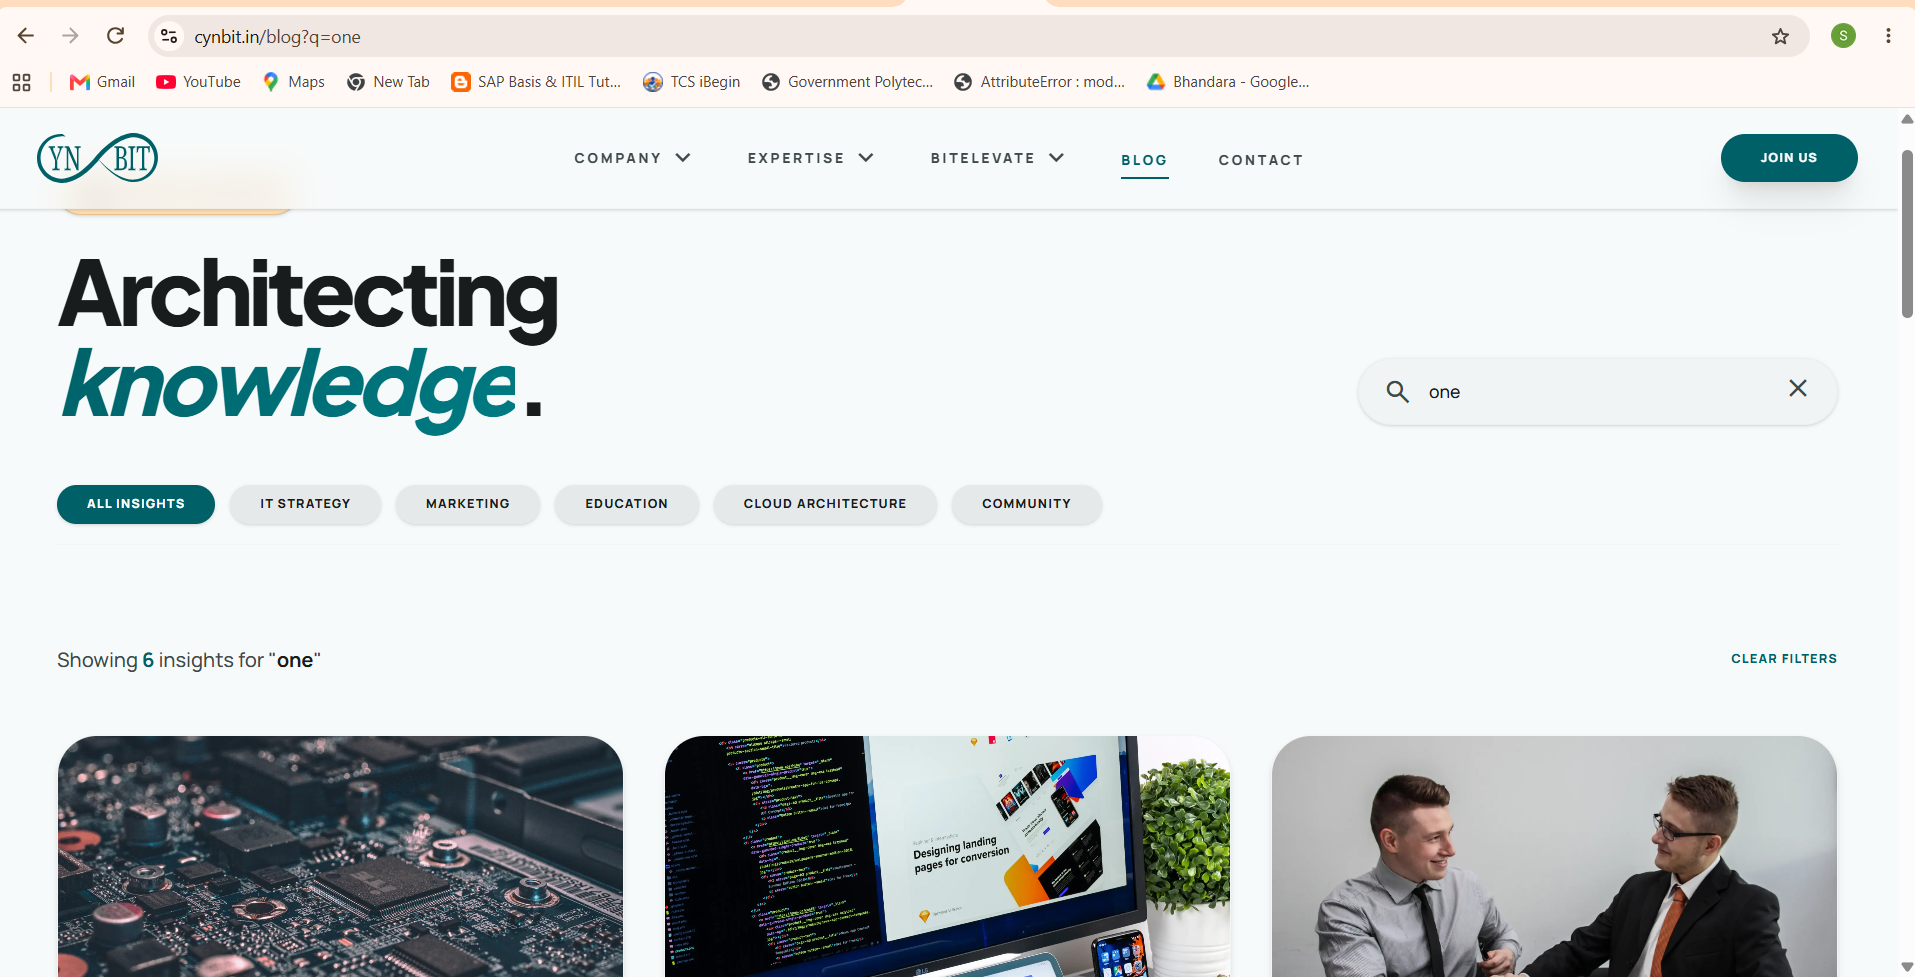 cynbit.in/blog?q=one
S
Gmail
YouTube
Maps
New Tab
SAP Basis & ITIL Tut...
TCS iBegin
Government Polytec...
AttributeError : mod...
Bhandara - Google...
YN BIT
COMPANY
EXPERTISE
BITELEVATE
BLOG
CONTACT
JOIN US
Architecting
knowledge.
one
ALL INSIGHTS
IT STRATEGY
MARKETING
EDUCATION
CLOUD ARCHITECTURE
COMMUNITY
Showing 6 insights for "one"
CLEAR FILTERS
Designing landing
pages for conversion